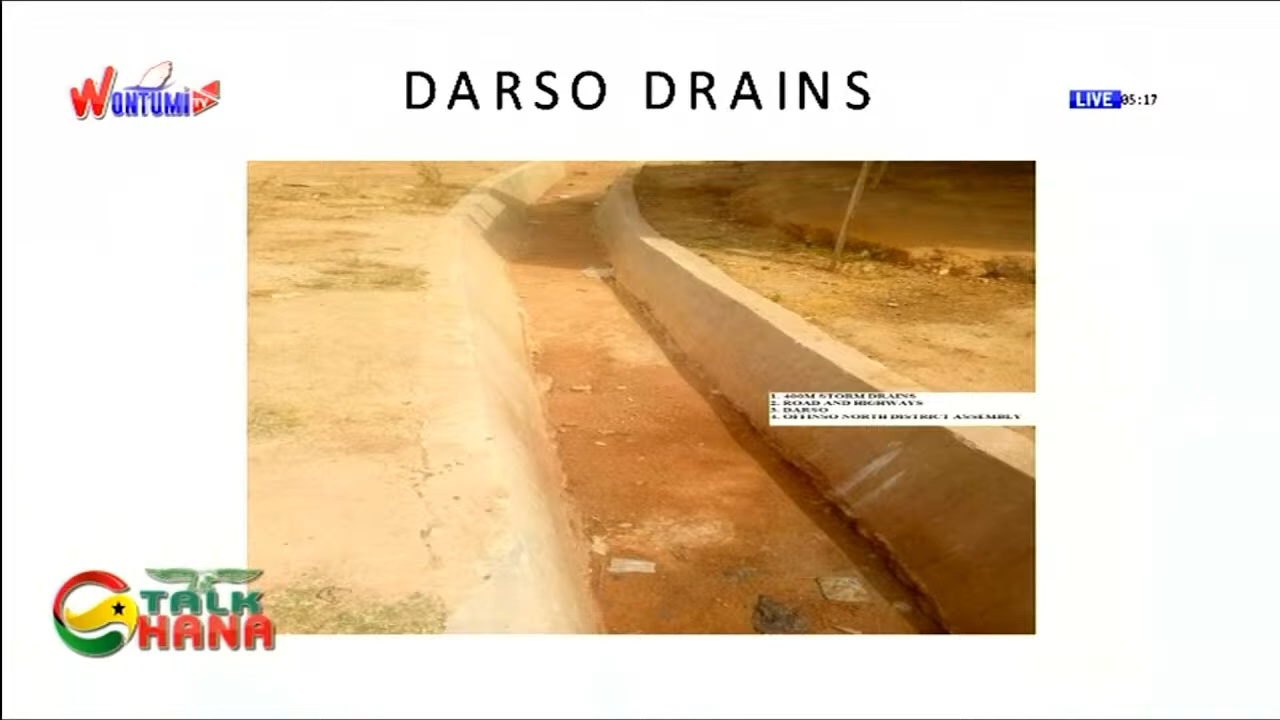 DARSO DRAINS
WONTUMI TV
LIVE 05:17
1. 400M STORM DRAINS
2. ROAD AND HIGHWAYS
3. DARSO
4. OFFINSO NORTH DISTRICT ASSEMBLY
TALK
GHANA